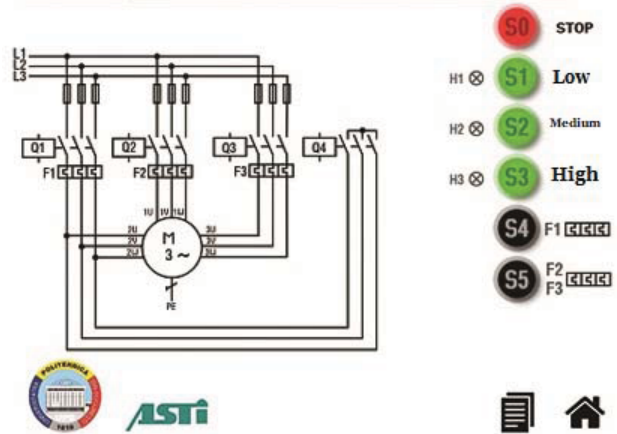 L1
L2
L3
Q1
Q2
Q3
Q4
F1
F2
F3
1U 1V 1W
2U
2V
2W
3U
3V
3W
M
3 ~
PE
S0 STOP
H1 S1 Low
H2 S2 Medium
H3 S3 High
S4 F1
S5 F2
F3
POLITEHNICA
1818
ASTi